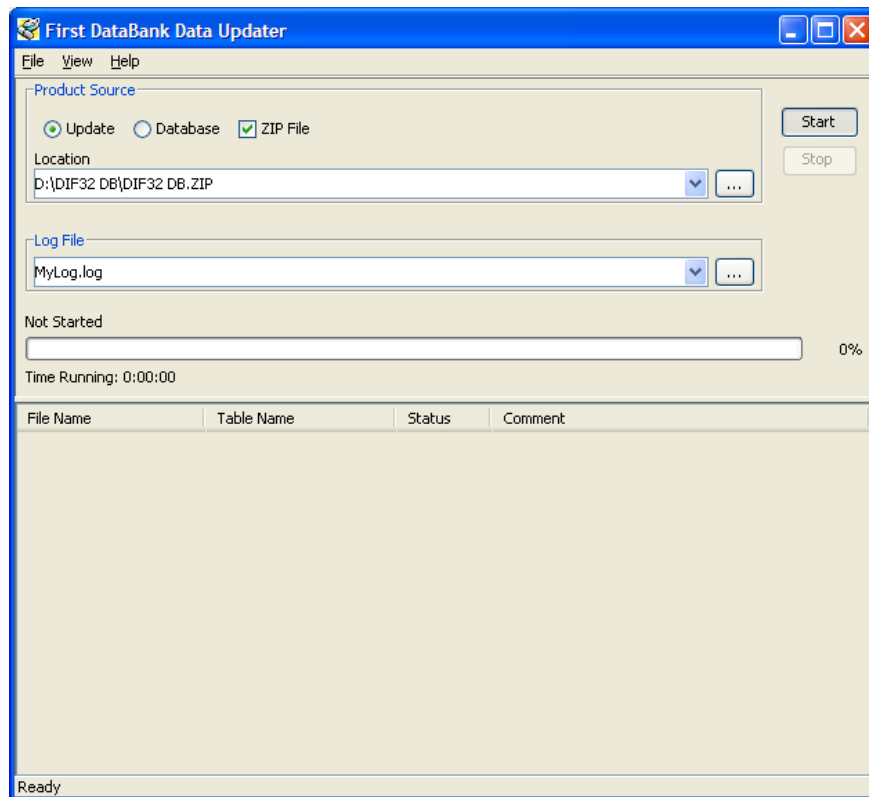 First DataBank Data Updater
File View Help
Product Source
Update Database ZIP File
Start
Location
Stop
D:\DIF32 DB\DIF32 DB.ZIP ...
Log File
MyLog.log ...
Not Started
0%
Time Running: 0:00:00
File Name Table Name Status Comment
Ready